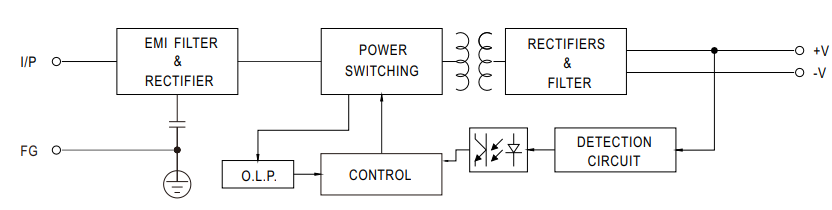 I/P
EMI FILTER
&
RECTIFIER
POWER
SWITCHING
RECTIFIERS
&
FILTER
+V
-V
FG
O.L.P.
CONTROL
DETECTION
CIRCUIT